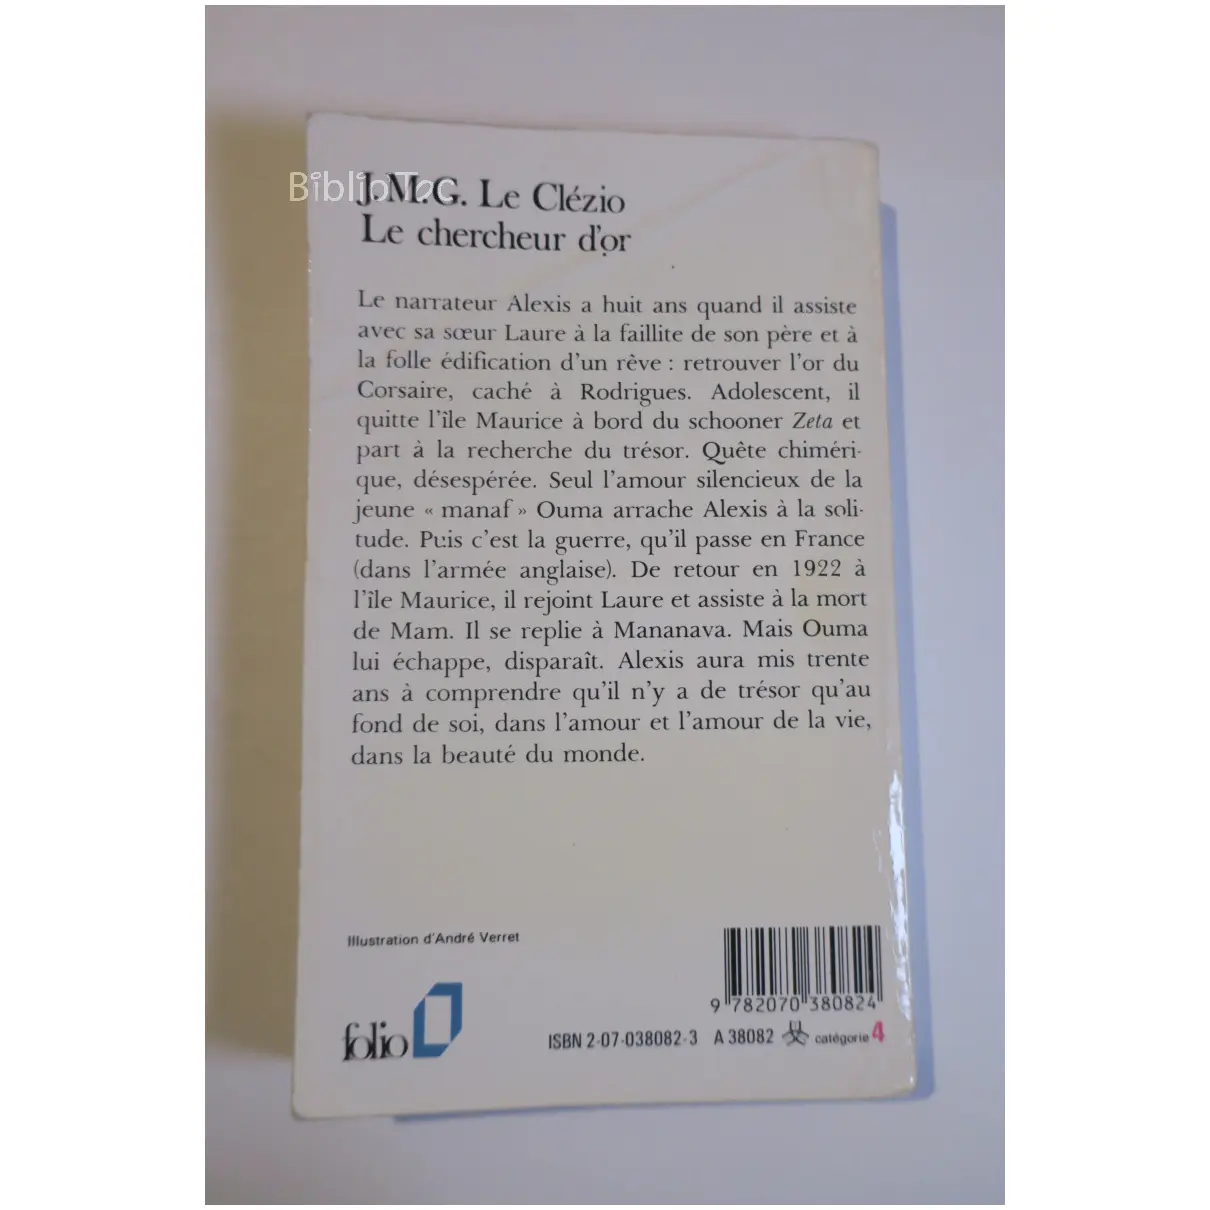 BiblioToc
J.M.G. Le Clézio
Le chercheur d'or
Le narrateur Alexis a huit ans quand il assiste
avec sa sœur Laure à la faillite de son père et à
la folle édification d'un rêve : retrouver l'or du
Corsaire, caché à Rodrigues. Adolescent, il
quitte l'île Maurice à bord du schooner Zeta et
part à la recherche du trésor. Quête chiméri-
que, désespérée. Seul l'amour silencieux de la
jeune « manaf » Ouma arrache Alexis à la soli-
tude. Puis c'est la guerre, qu'il passe en France
(dans l'armée anglaise). De retour en 1922 à
l'île Maurice, il rejoint Laure et assiste à la mort
de Mam. Il se replie à Mananava. Mais Ouma
lui échappe, disparaît. Alexis aura mis trente
ans à comprendre qu'il n'y a de trésor qu'au
fond de soi, dans l'amour et l'amour de la vie,
dans la beauté du monde.
Illustration d'André Verret
9 782070 380824
folio
ISBN 2-07-038082-3 A 38082 catégorie 4